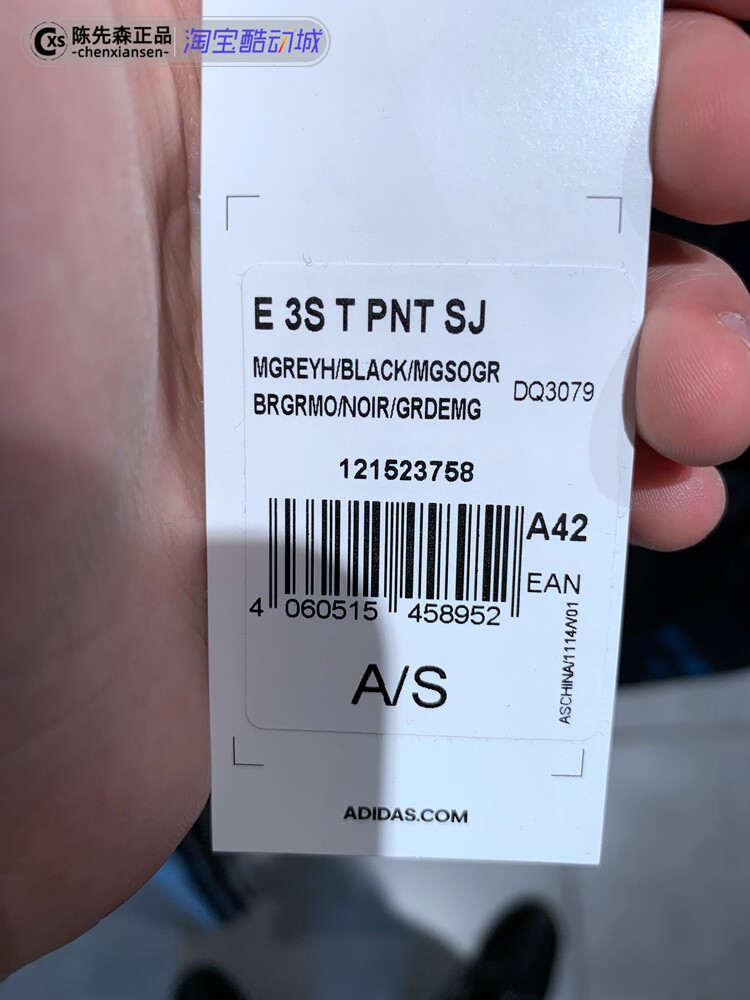 CXS 陈先森正品 淘宝酷动城
-chenxiansen-
E 3S T PNT SJ
MGREYH/BLACK/MGSOGR
BRGRMO/NOIR/GRDEMG
DQ3079
121523758
A42
EAN
4 060515 458952
ASCHINA/1114/V01
A/S
ADIDAS.COM